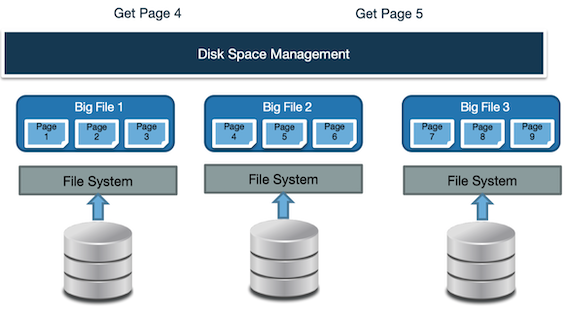 Get Page 4
Get Page 5
Disk Space Management
Big File 1
Page 1
Page 2
Page 3
Big File 2
Page 4
Page 5
Page 6
Big File 3
Page 7
Page 8
Page 9
File System
File System
File System